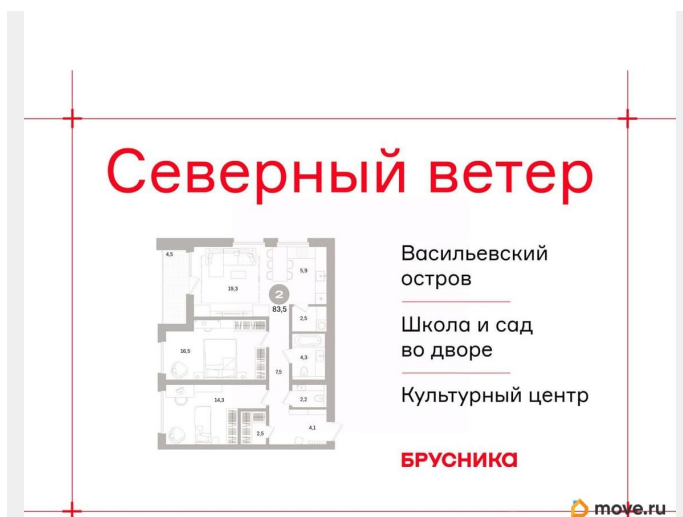 Северный ветер
4,5
19,3
5,9
2
83,5
2,5
16,5
4,3
7,5
14,3
2,2
2,5
4,1
Васильевский
остров
Школа и сад
во дворе
Культурный центр
БРУСНИКА
move.ru